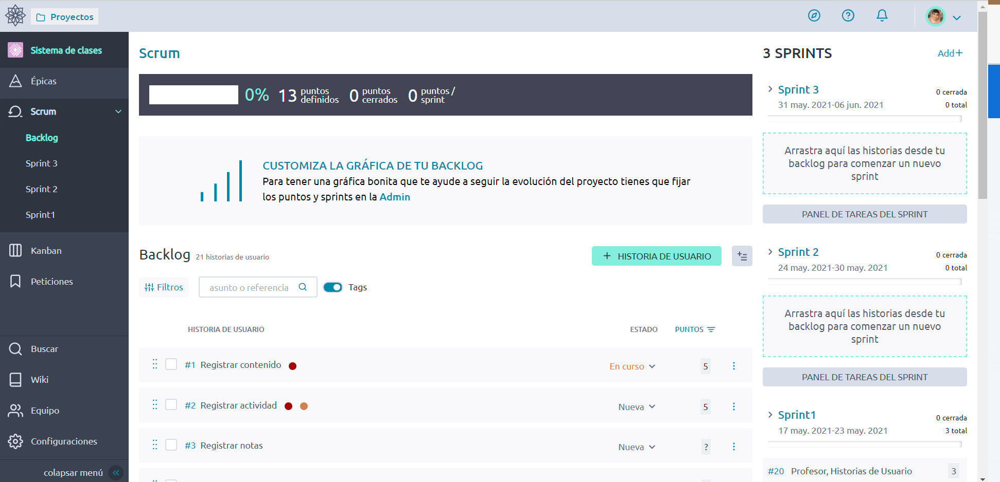 Proyectos
Sistema de clases
Épicas
Scrum
Backlog
Sprint 3
Sprint 2
Sprint1
Kanban
Peticiones
Buscar
Wiki
Equipo
Configuraciones
colapsar menú
Scrum
0% 13 puntos definidos 0 puntos cerrados 0 puntos / sprint
CUSTOMIZA LA GRÁFICA DE TU BACKLOG
Para tener una gráfica bonita que te ayude a seguir la evolución del proyecto tienes que fijar
los puntos y sprints en la Admin
Backlog 21 historias de usuario
+ HISTORIA DE USUARIO
Filtros
asunto o referencia
Tags
HISTORIA DE USUARIO ESTADO PUNTOS
#1 Registrar contenido En curso 5
#2 Registrar actividad Nueva 5
#3 Registrar notas Nueva ?
3 SPRINTS Add+
Sprint 3 0 cerrada
31 may. 2021-06 jun. 2021 0 total
Arrastra aquí las historias desde tu
backlog para comenzar un nuevo
sprint
PANEL DE TAREAS DEL SPRINT
Sprint 2 0 cerrada
24 may. 2021-30 may. 2021 0 total
Arrastra aquí las historias desde tu
backlog para comenzar un nuevo
sprint
PANEL DE TAREAS DEL SPRINT
Sprint1 0 cerrada
17 may. 2021-23 may. 2021 3 total
#20 Profesor, Historias de Usuario 3